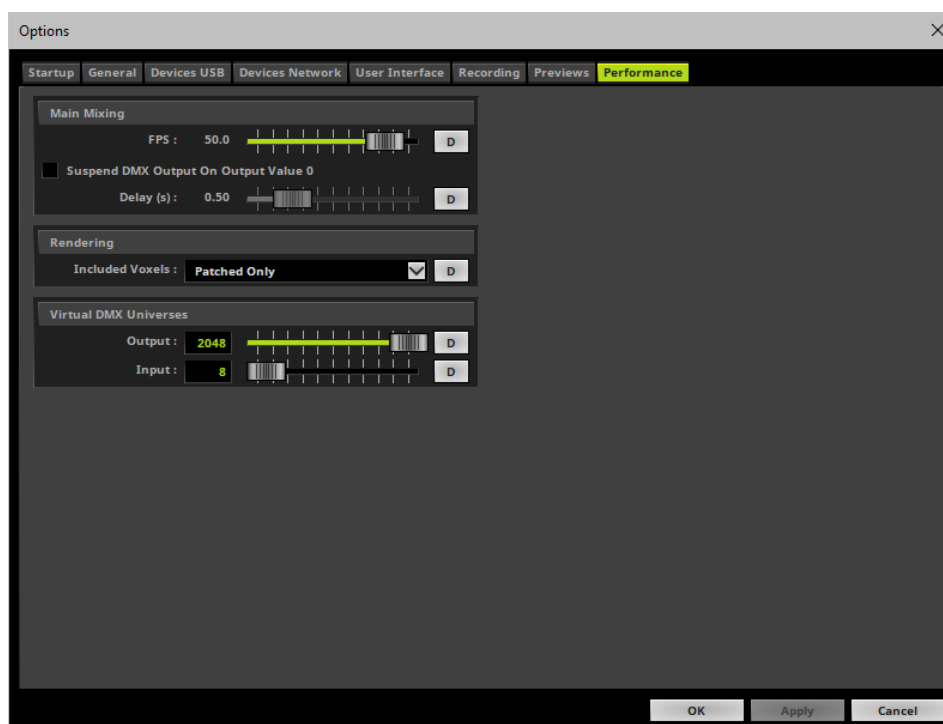 Options
Startup General Devices USB Devices Network User Interface Recording Previews Performance
Main Mixing
FPS : 50.0 D
Suspend DMX Output On Output Value 0
Delay (s) : 0.50 D
Rendering
Included Voxels : Patched Only D
Virtual DMX Universes
Output : 2048 D
Input : 8 D
OK Apply Cancel